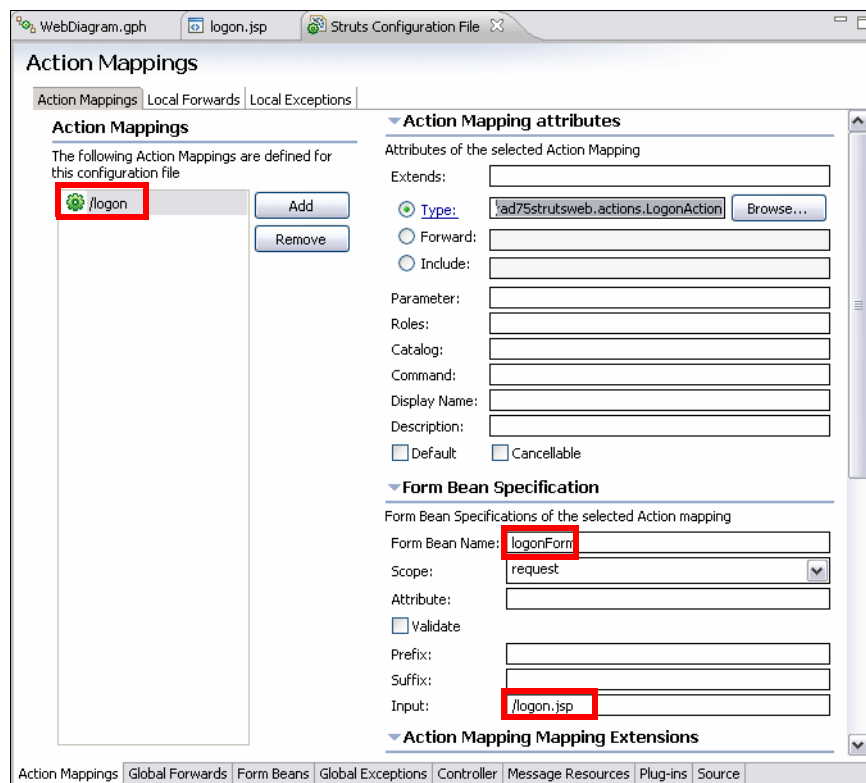 WebDiagram.gph logon.jsp Struts Configuration File
Action Mappings
Action Mappings Local Forwards Local Exceptions
Action Mappings
The following Action Mappings are defined for
this configuration file
/logon
Add
Remove
Action Mapping attributes
Attributes of the selected Action Mapping
Extends:
Type: ad75strutsweb.actions.LogonAction Browse...
Forward:
Include:
Parameter:
Roles:
Catalog:
Command:
Display Name:
Description:
Default Cancellable
Form Bean Specification
Form Bean Specifications of the selected Action mapping
Form Bean Name: logonForm
Scope: request
Attribute:
Validate
Prefix:
Suffix:
Input: /logon.jsp
Action Mapping Mapping Extensions
Action Mappings Global Forwards Form Beans Global Exceptions Controller Message Resources Plug-ins Source